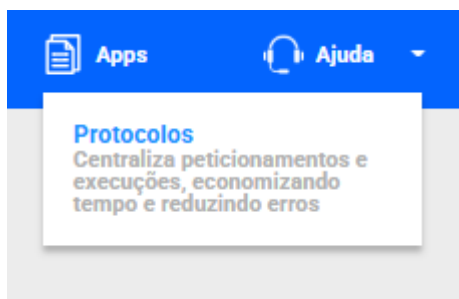 Apps
Ajuda
Protocolos
Centraliza peticionamentos e
execuções, economizando
tempo e reduzindo erros